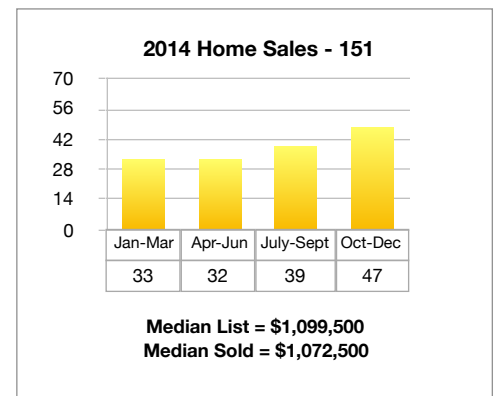 2014 Home Sales - 151
70
56
42
28
14
0
Jan-Mar Apr-Jun July-Sept Oct-Dec
33 32 39 47
Median List = $1,099,500
Median Sold = $1,072,500